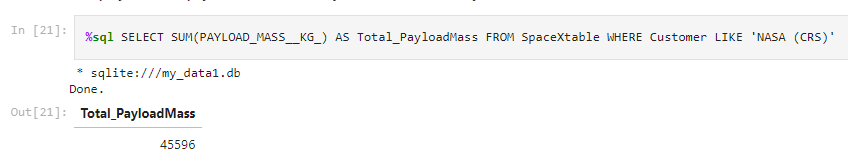 In [21]: %sql SELECT SUM(PAYLOAD_MASS__KG_) AS Total_PayloadMass FROM SpaceXtable WHERE Customer LIKE 'NASA (CRS)'
* sqlite:///my_data1.db
Done.
Out[21]: Total_PayloadMass
45596